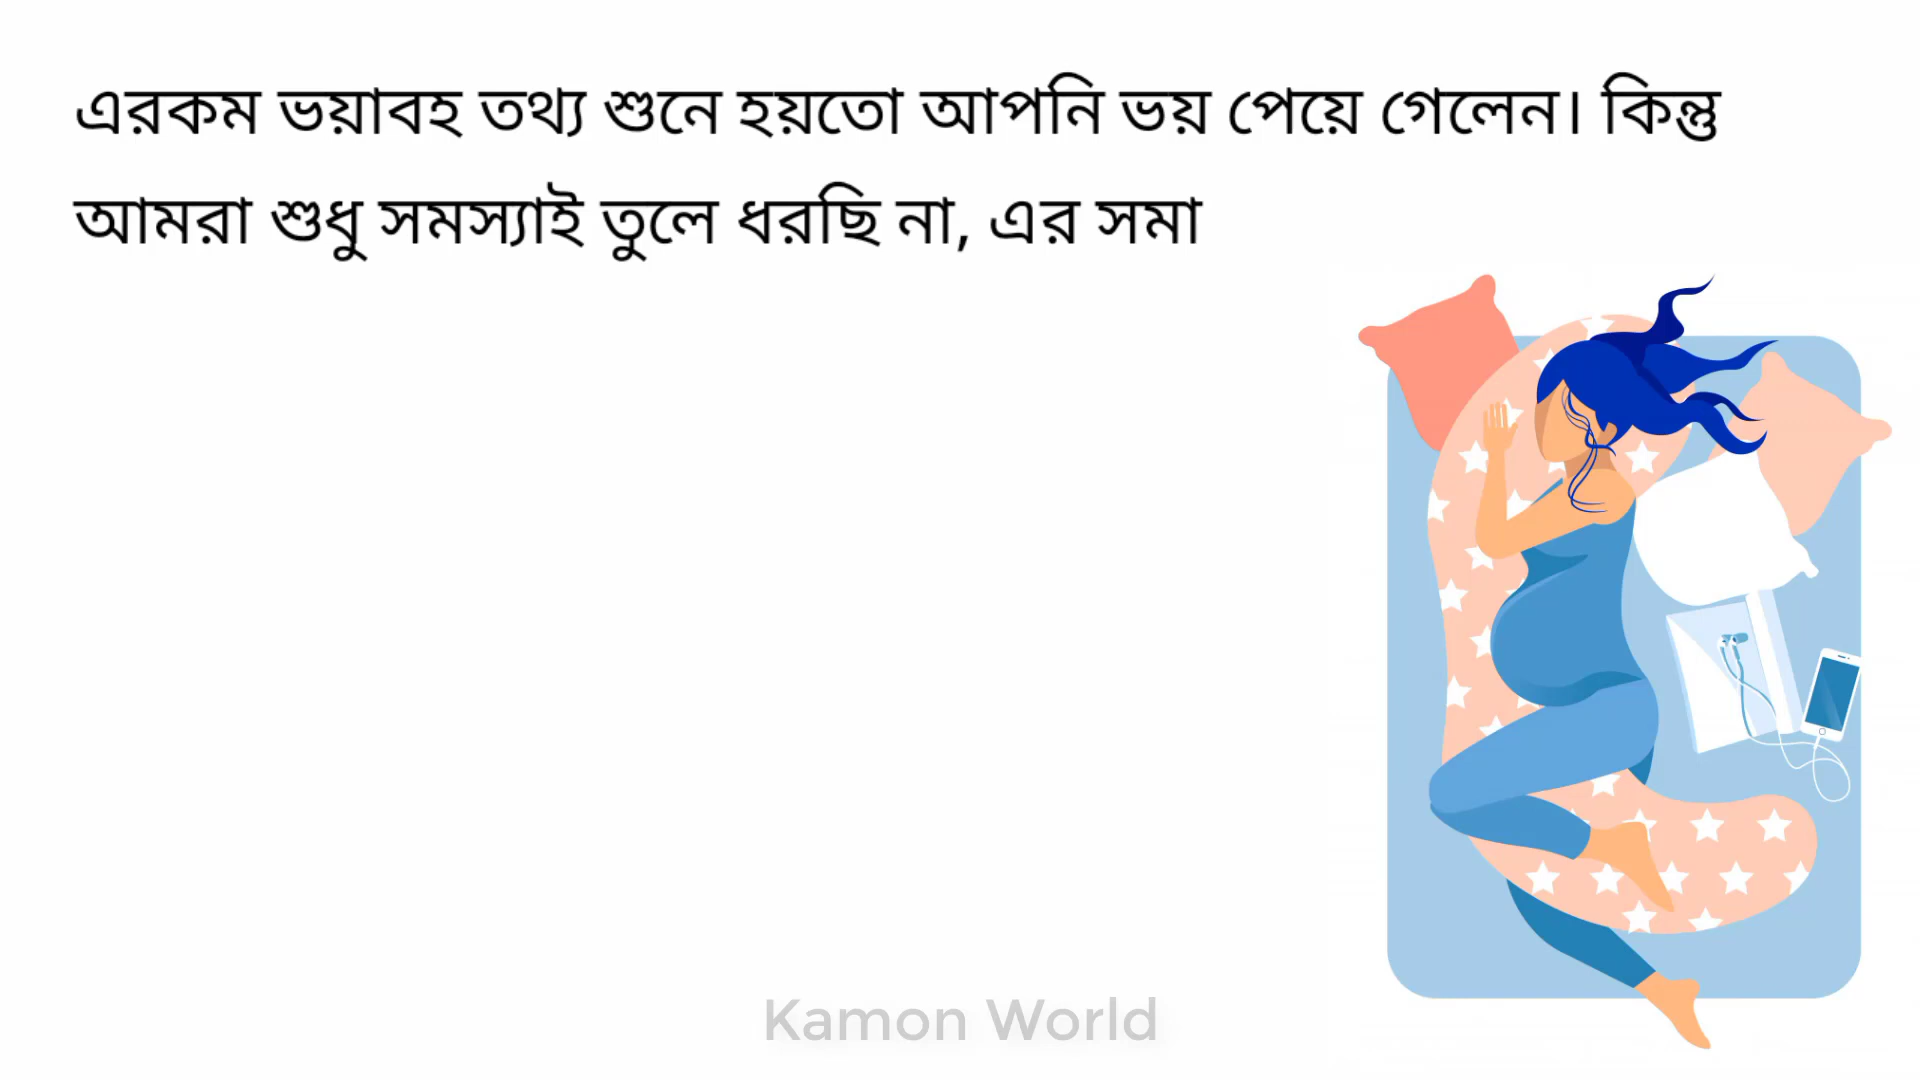 এরকম ভয়াবহ তথ্য শুনে হয়তো আপনি ভয় পেয়ে গেলেন। কিন্তু
আমরা শুধু সমস্যাই তুলে ধরছি না, এর সমা
Kamon World